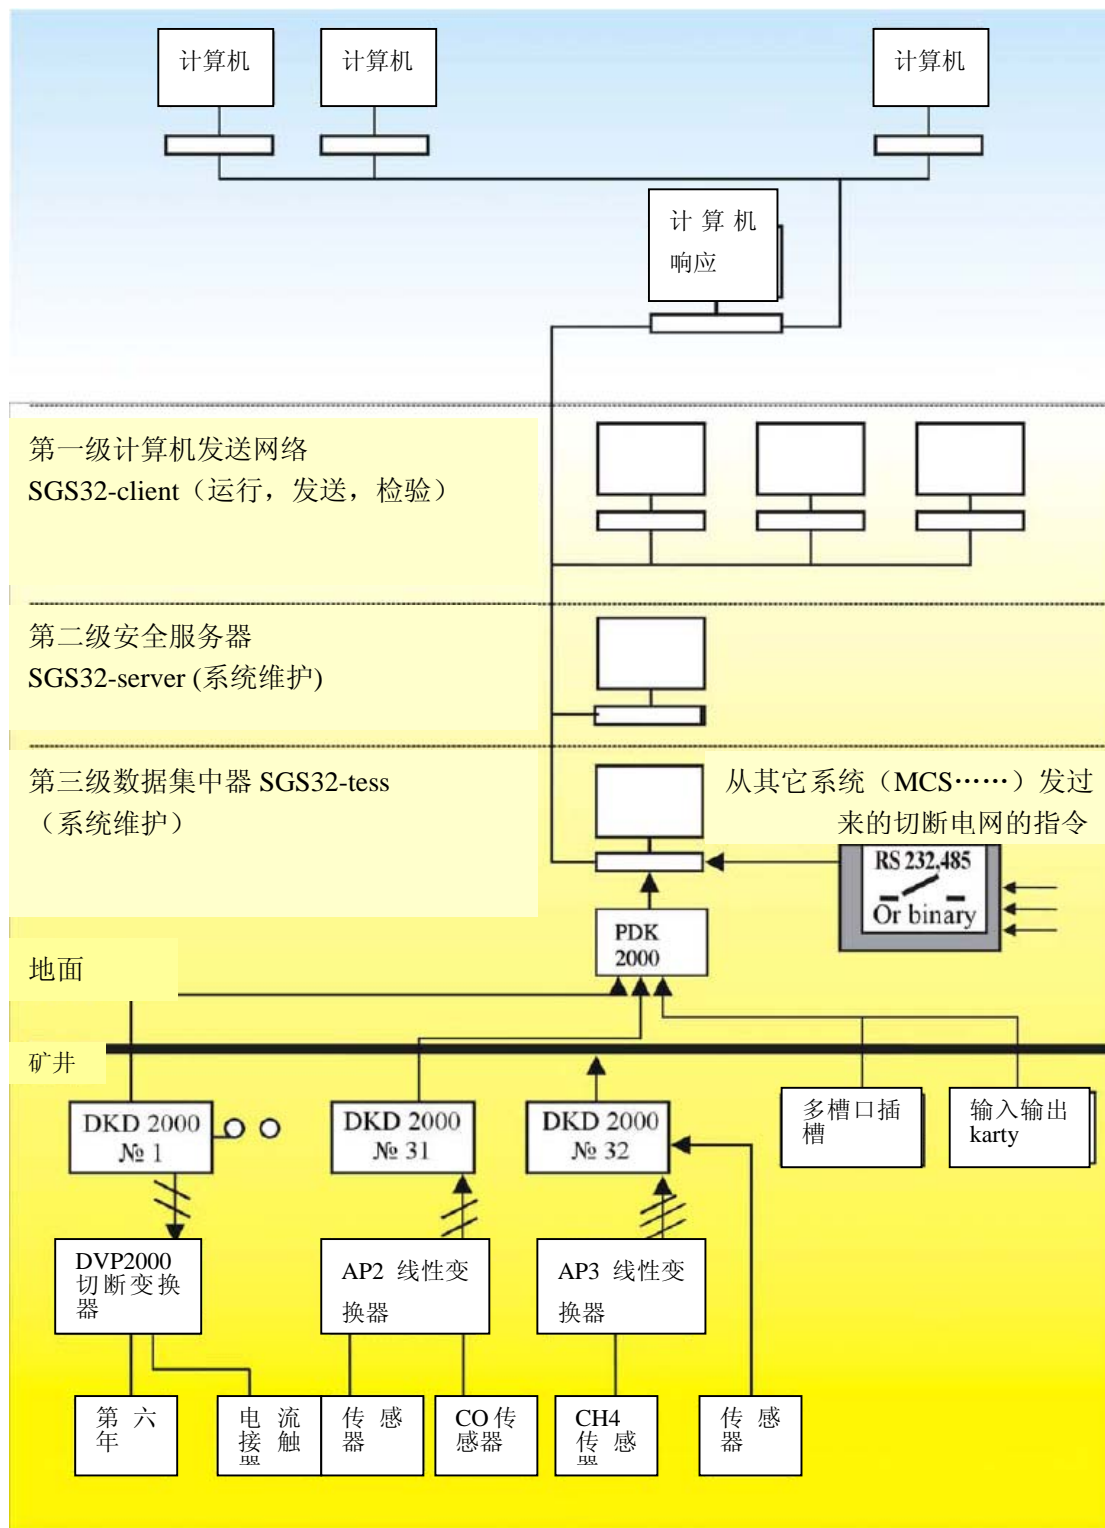 计算机
计算机
计算机
计 算 机
响应
第一级计算机发送网络
SGS32-client（运行，发送，检验）
第二级安全服务器
SGS32-server (系统维护)
第三级数据集中器 SGS32-tess
（系统维护）
从其它系统（MCS……）发过
来的切断电网的指令
RS 232,485
Or binary
PDK
2000
地面
矿井
DKD 2000
№ 1
DKD 2000
№ 31
DKD 2000
№ 32
多槽口插
槽
输入输出
karty
DVP2000
切断变换
器
AP2 线性变
换器
AP3 线性变
换器
第 六
年
电 流
接 触
器
传 感
器
CO 传
感器
CH4
传 感
器
传 感
器